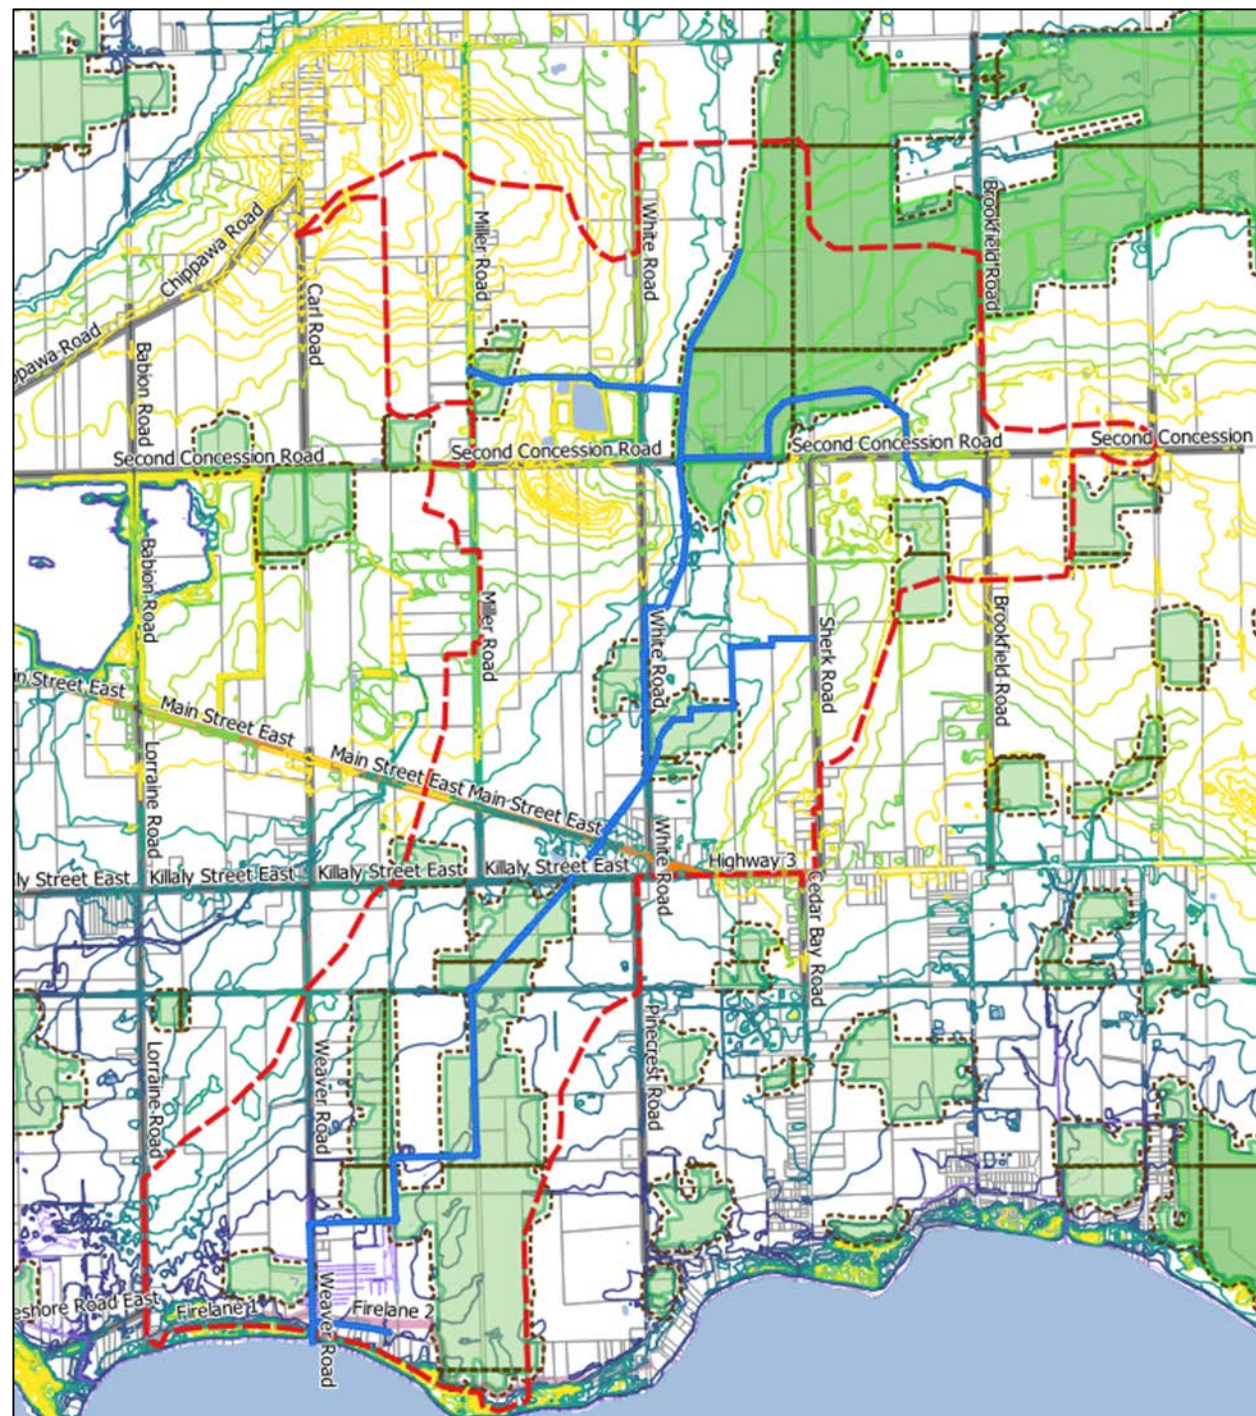 Chippawa Road
Miller Road
White Road
Brookfield Road
Carl Road
ppawa Road
Babion Road
Second Concession Road
Second Concession Road
Second Concession Road
Second Concession
Babion Road
Miller Road
White Road
Sherk Road
Brookfield Road
in Street East
Main Street East
Main Street East
Main Street East
Lorraine Road
White Road
Highway 3
ly Street East
Killaly Street East
Killaly Street East
Killaly Street East
Cedar Bay Road
Lorraine Road
Weaver Road
Pinecrest Road
eshore Road East
Firelane 1
Weaver Road
Firelane 2